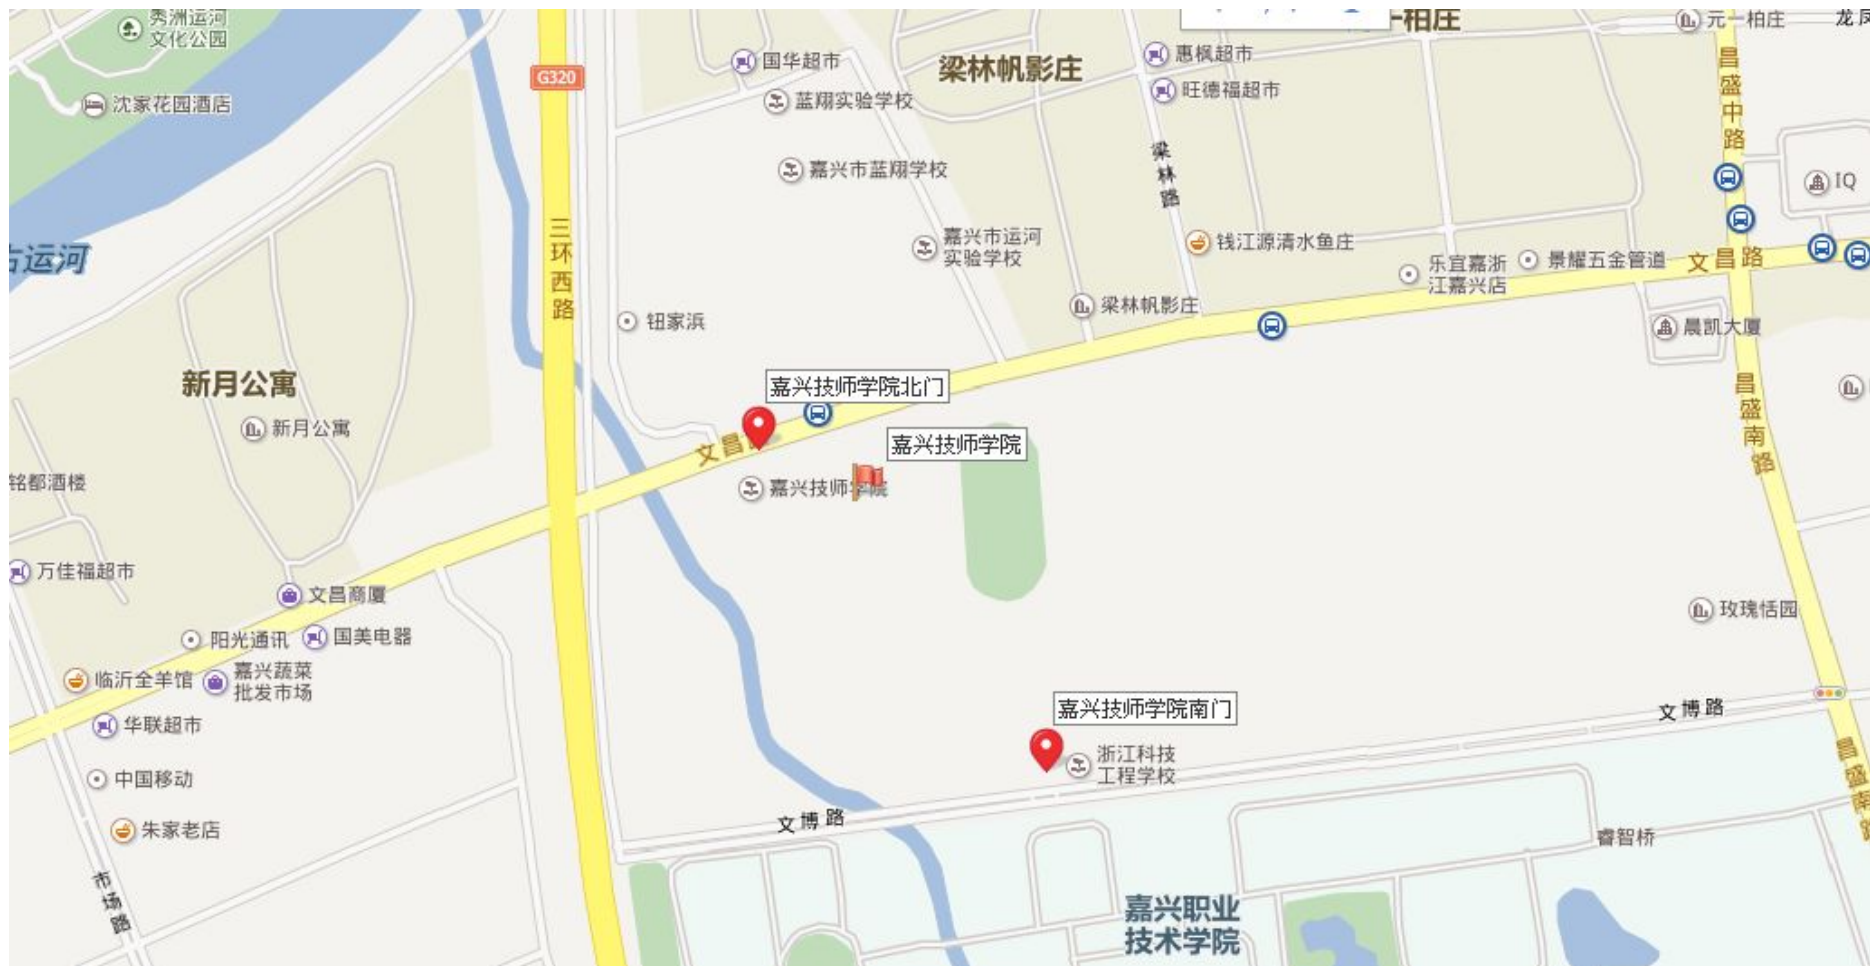 秀洲运河
文化公园
沈家花园酒店
G320
国华超市
蓝翔实验学校
嘉兴市蓝翔学校
梁林帆影庄
惠枫超市
旺德福超市
柏庄
元一柏庄
昌盛中路
IQ
梁林路
嘉兴市运河
实验学校
钱江源清水鱼庄
乐宜嘉浙
江嘉兴店
景耀五金管道
文昌路
古运河
三环西路
钮家浜
梁林帆影庄
晨凯大厦
新月公寓
新月公寓
嘉兴技师学院北门
文昌
嘉兴技师学院
嘉兴技师学院
昌盛南路
铭都酒楼
万佳福超市
文昌商厦
阳光通讯
国美电器
临沂全羊馆
嘉兴蔬菜
批发市场
华联超市
中国移动
朱家老店
市场路
玫瑰恬园
嘉兴技师学院南门
浙江科技
工程学校
文博路
文博路
昌盛南路
睿智桥
嘉兴职业
技术学院